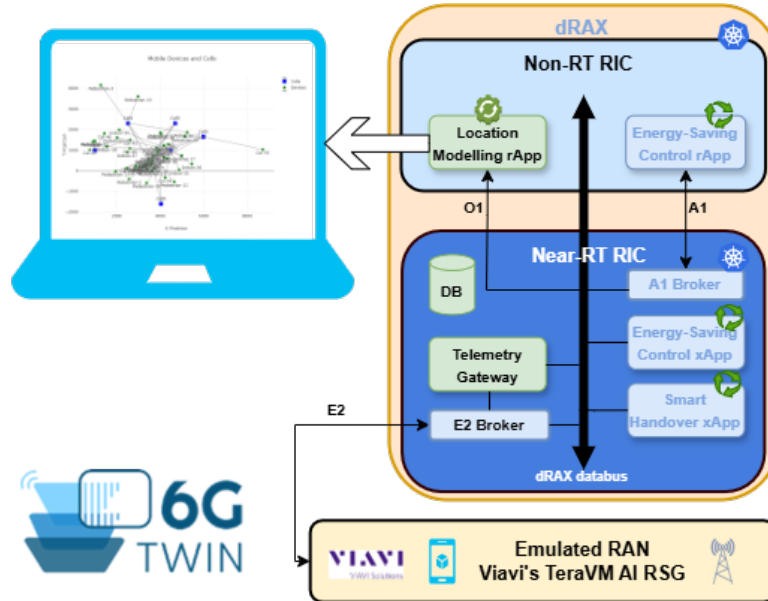 dRAX
Non-RT RIC
Mobile Devices and Cells
Location
Modelling rApp
Energy-Saving
Control rApp
O1
A1
Near-RT RIC
DB
A1 Broker
Energy-Saving
Control xApp
Telemetry
Gateway
Smart
Handover xApp
E2
E2 Broker
dRAX databus
6G
TWIN
VIAVI
VIAVI Solutions
Emulated RAN
Viavi's TeraVM AI RSG